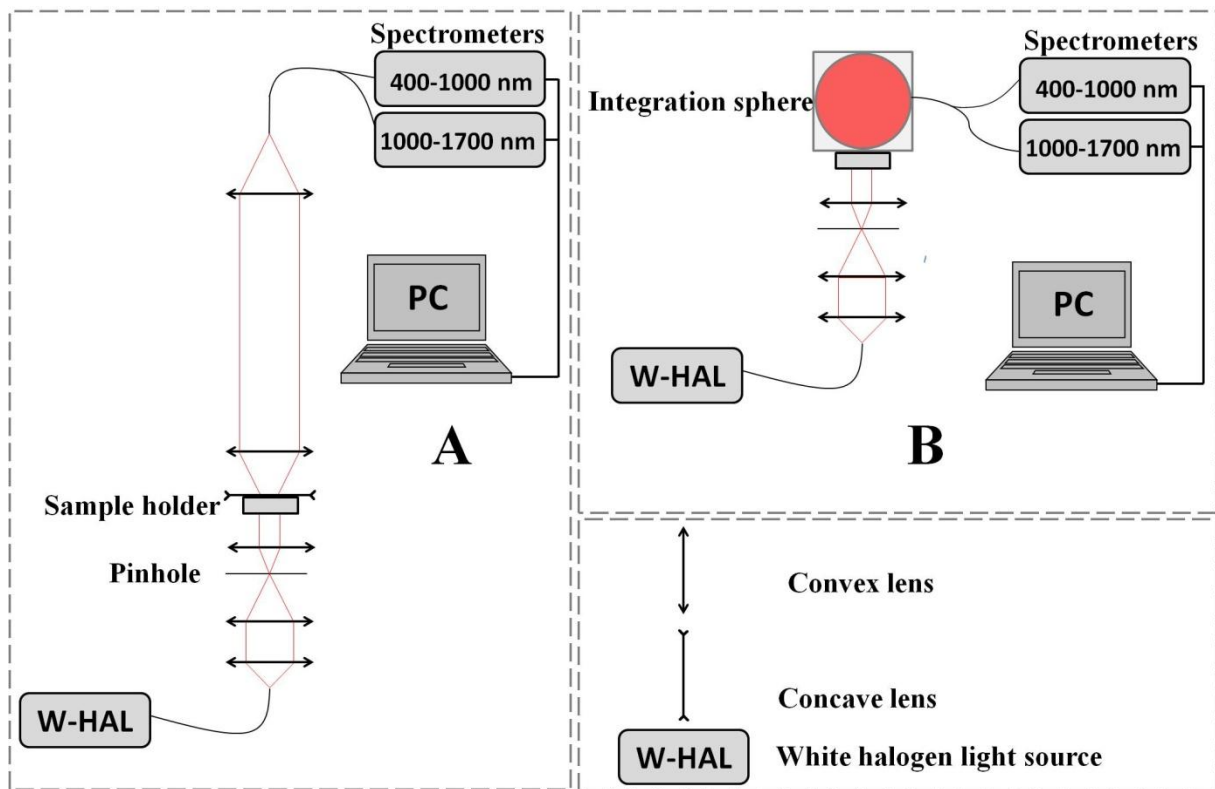 Spectrometers
400-1000 nm
1000-1700 nm
PC
A
Sample holder
Pinhole
W-HAL
Spectrometers
Integration sphere
400-1000 nm
1000-1700 nm
PC
W-HAL
B
Convex lens
Concave lens
W-HAL
White halogen light source